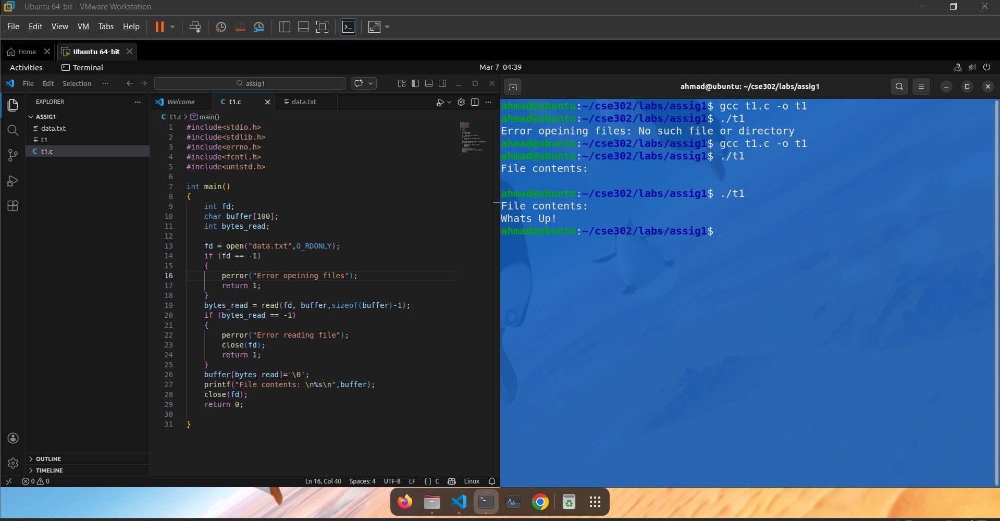 Ubuntu 64-bit - VMware Workstation
File Edit View VM Tabs Help
Home
Ubuntu 64-bit
Activities
Terminal
Mar 7 04:39
File Edit Selection ···
assig1
ahmad@ubuntu: ~/cse302/labs/assig1
EXPLORER
Welcome
t1.c
data.txt
ASSIG1
data.txt
t1
C t1.c
C t1.c > main()
1 #include<stdio.h>
2 #include<stdlib.h>
3 #include<errno.h>
4 #include<fcntl.h>
5 #include<unistd.h>
6
7 int main()
8 {
9 int fd;
10 char buffer[100];
11 int bytes_read;
12
13 fd = open("data.txt",O_RDONLY);
14 if (fd == -1)
15 {
16 perror("Error opeining files");
17 return 1;
18 }
19 bytes_read = read(fd, buffer,sizeof(buffer)-1);
20 if (bytes_read == -1)
21 {
22 perror("Error reading file");
23 close(fd);
24 return 1;
25 }
26 buffer[bytes_read]='\0';
27 printf("File contents: \n%s\n",buffer);
28 close(fd);
29 return 0;
30
31 }
OUTLINE
TIMELINE
0 0
Ln 16, Col 40 Spaces: 4 UTF-8 LF { } C Linux
ahmad@ubuntu:~/cse302/labs/assig1$ gcc t1.c -o t1
ahmad@ubuntu:~/cse302/labs/assig1$ ./t1
Error opeining files: No such file or directory
ahmad@ubuntu:~/cse302/labs/assig1$ gcc t1.c -o t1
ahmad@ubuntu:~/cse302/labs/assig1$ ./t1
File contents:
ahmad@ubuntu:~/cse302/labs/assig1$ ./t1
File contents:
Whats Up!
ahmad@ubuntu:~/cse302/labs/assig1$